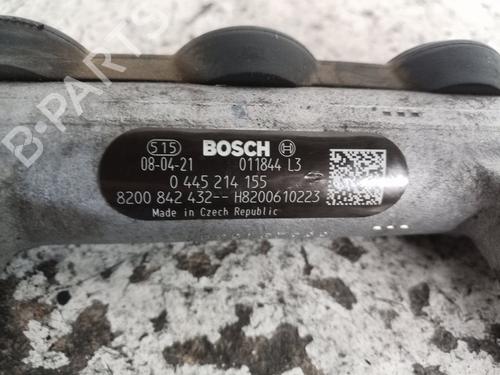 S15 BOSCH
08-04-21 011844 L3
0 445 214 155
8200 842 432-- H8200610223
Made in Czech Republic
B-Parts